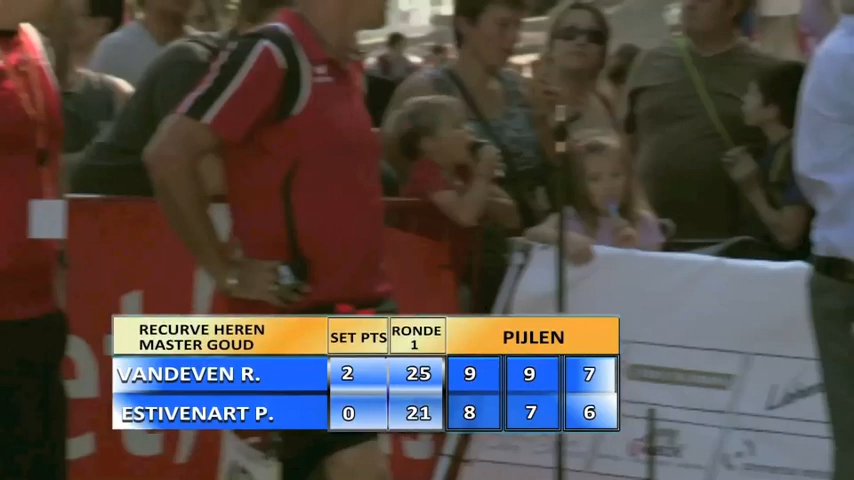 RECURVE HEREN SET PTS RONDE PIJLEN
MASTER GOUD 1
VANDEVEN R. 2 25 9 9 7
ESTIVENART P. 0 21 8 7 6